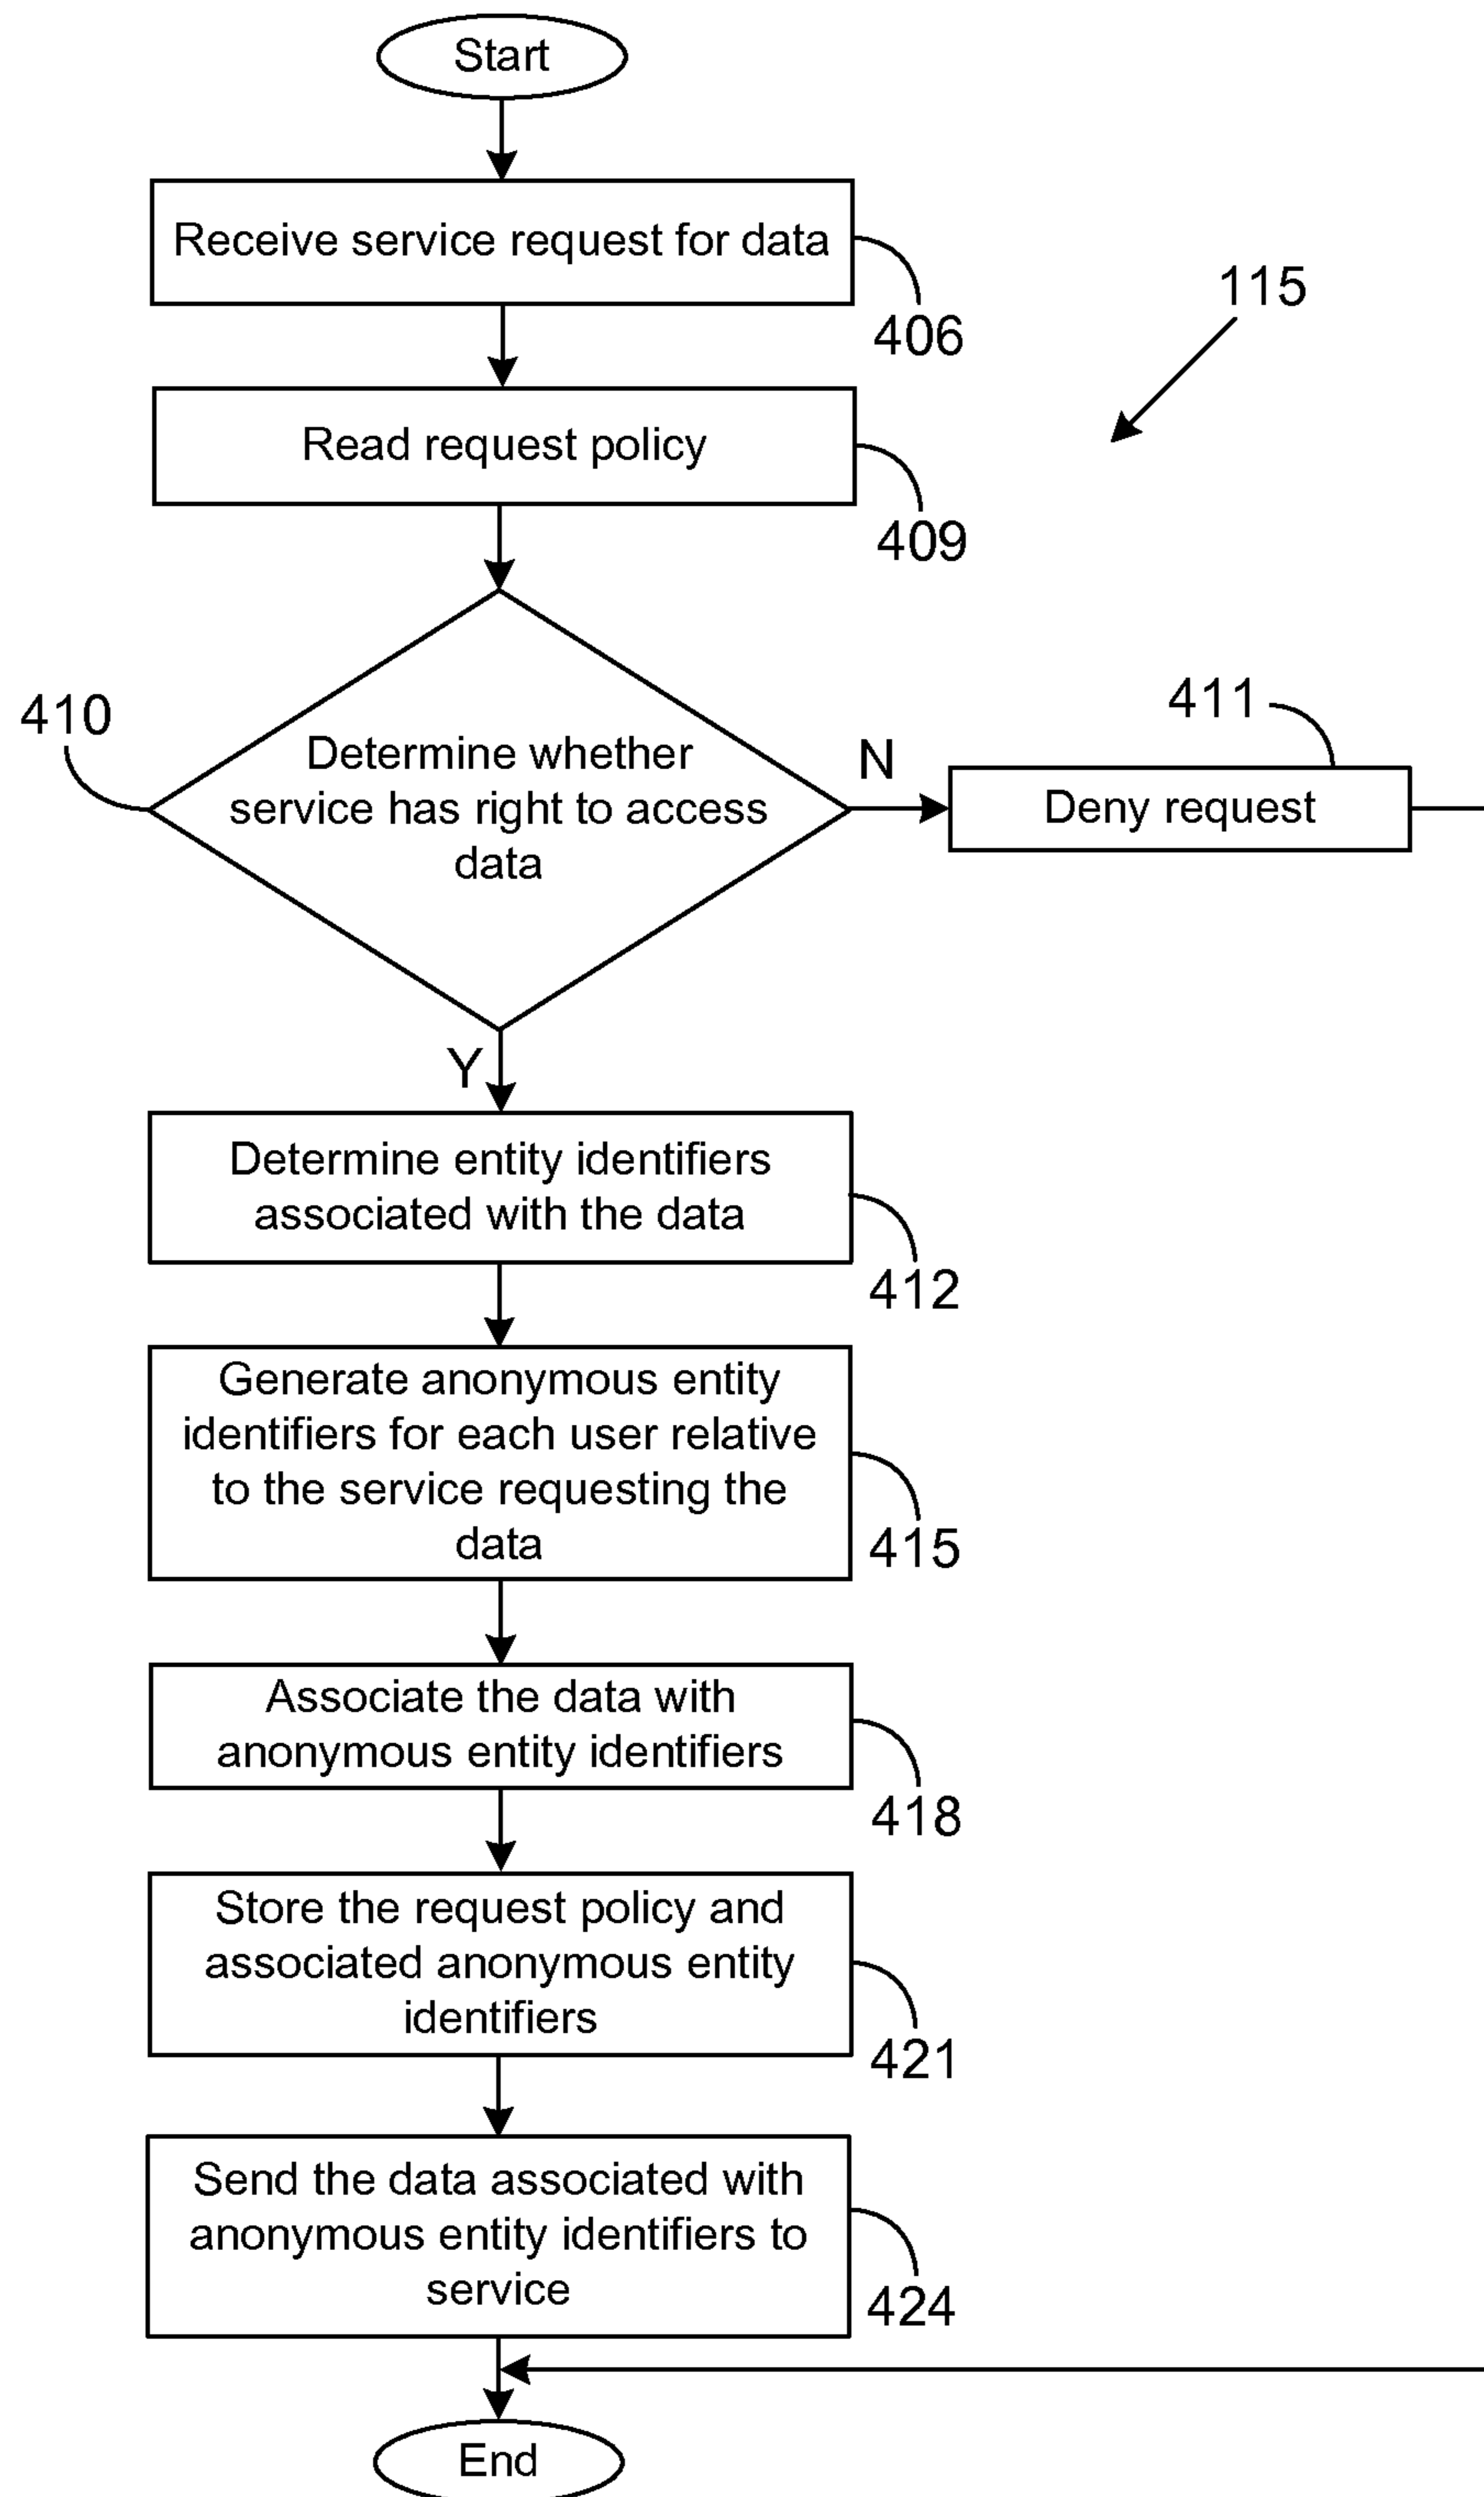 Start
Receive service request for data
406
115
Read request policy
409
410
Determine whether
service has right to access
data
N
411
Deny request
Y
Determine entity identifiers
associated with the data
412
Generate anonymous entity
identifiers for each user relative
to the service requesting the
data
415
Associate the data with
anonymous entity identifiers
418
Store the request policy and
associated anonymous entity
identifiers
421
Send the data associated with
anonymous entity identifiers to
service
424
End